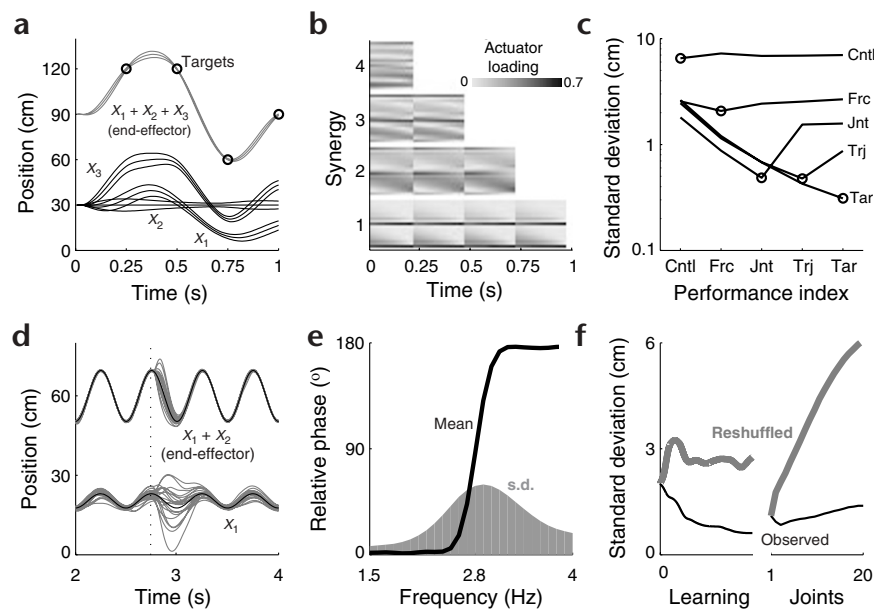 a
Position (cm)
120
90
60
30
0
Targets
X1 + X2 + X3
(end-effector)
X3
X2
X1
0 0.25 0.5 0.75 1
Time (s)
b
Synergy
4
3
2
1
Actuator
loading
0 0.7
0 0.25 0.5 0.75 1
Time (s)
c
Standard deviation (cm)
10
1
0.1
Cntl
Frc
Jnt
Trj
Tar
Cntl Frc Jnt Trj Tar
Performance index
d
Position (cm)
60
30
0
X1 + X2
(end-effector)
X1
2 3 4
Time (s)
e
Relative phase (o)
180
90
0
Mean
s.d.
1.5 2.8 4
Frequency (Hz)
f
Standard deviation (cm)
6
3
0
Reshuffled
Observed
0 1 20
Learning Joints